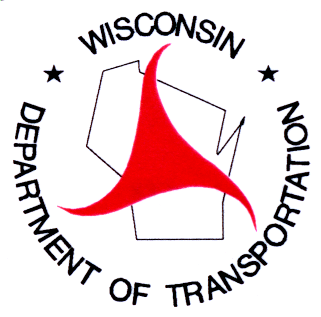 WISCONSIN
DEPARTMENT OF TRANSPORTATION